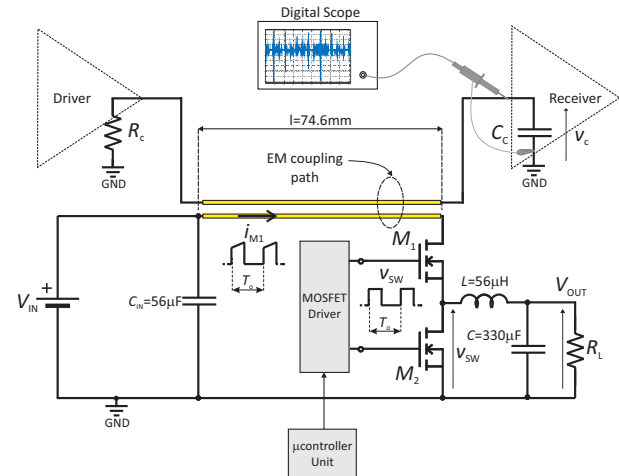 Digital Scope
Driver
R_c
GND
l=74.6mm
EM coupling
path
Receiver
C_C
v_c
GND
i_M1
T_o
M_1
V_IN
+
C_IN=56μF
MOSFET
Driver
v_SW
T_o
L=56μH
V_OUT
v_SW
C=330μF
R_L
M_2
GND
μcontroller
Unit